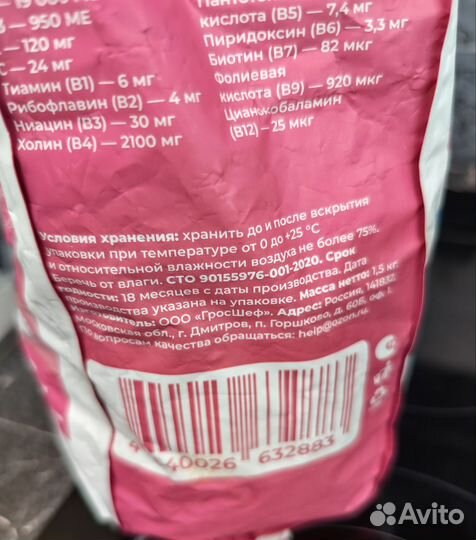 950 МЕ
120 мг
С — 24 мг
Тиамин (В1) — 6 мг
Рибофлавин (В2) — 4 мг
Ниацин (В3) — 30 мг
Холин (В4) — 2100 мг
кислота (В5) — 7,4 мг
Пиридоксин (В6) — 3,3 мг
Биотин (В7) — 82 мкг
Фолиевая
кислота (В9) — 920 мкг
Цианкобаламин
(В12) – 25 мкг
Условия хранения: хранить до и после вскрытия
упаковки при температуре от 0 до +25 °С
и относительной влажности воздуха не более 75%.
Беречь от влаги. СТО 90155976-001-2020. Срок
годности: 18 месяцев с даты производства. Дата
производства указана на упаковке. Масса нетто: 1,5 кг.
Изготовитель: ООО «ГросШеф». Адрес: Россия, 141832,
Московская обл., г. Дмитров, п. Горшково, д. 60Б, оф. 1.
По вопросам качества обращаться: help@ozon.ru.
40026 632883
Avito